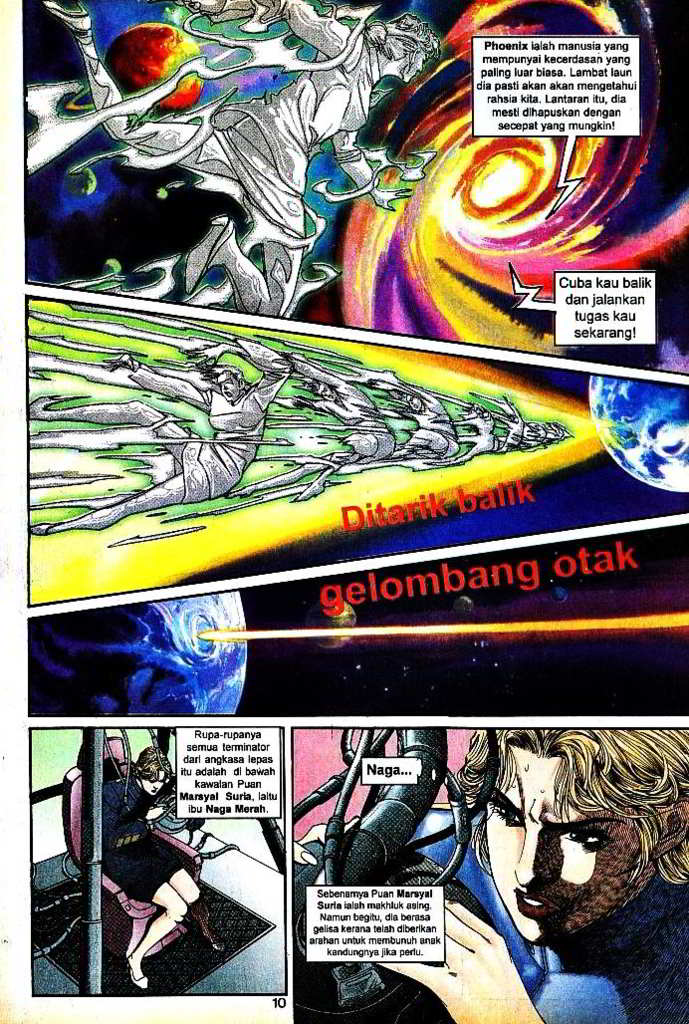 Phoenix ialah manusia yang
mempunyai kecerdasan yang
paling luar biasa. Lambat laun
dia pasti akan akan mengetahui
rahsia kita. Lantaran itu, dia
mesti dihapuskan dengan
secepat yang mungkin!
Cuba kau balik
dan jalankan
tugas kau
sekarang!
Ditarik balik
gelombang otak
Rupa-rupanya
semua terminator
dari angkasa lepas
itu adalah di bawah
kawalan Puan
Marsyal Suria, iaitu
ibu Naga Merah.
Naga...
Sebenarnya Puan Marsyal
Suria ialah makhluk asing.
Namun begitu, dia berasa
gelisa kerana telah diberikan
arahan untuk membunuh anak
kandungnya jika perlu.
10